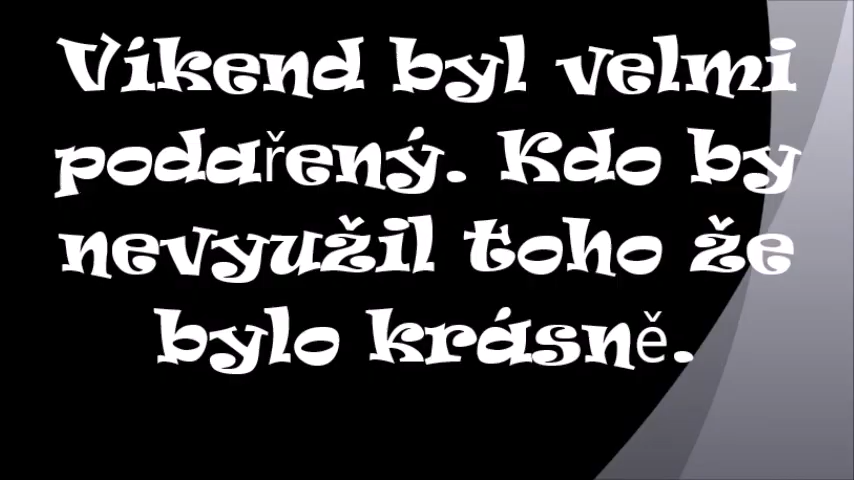 Víkend byl velmi
podařený. Kdo by
nevyužil toho že
bylo krásně.